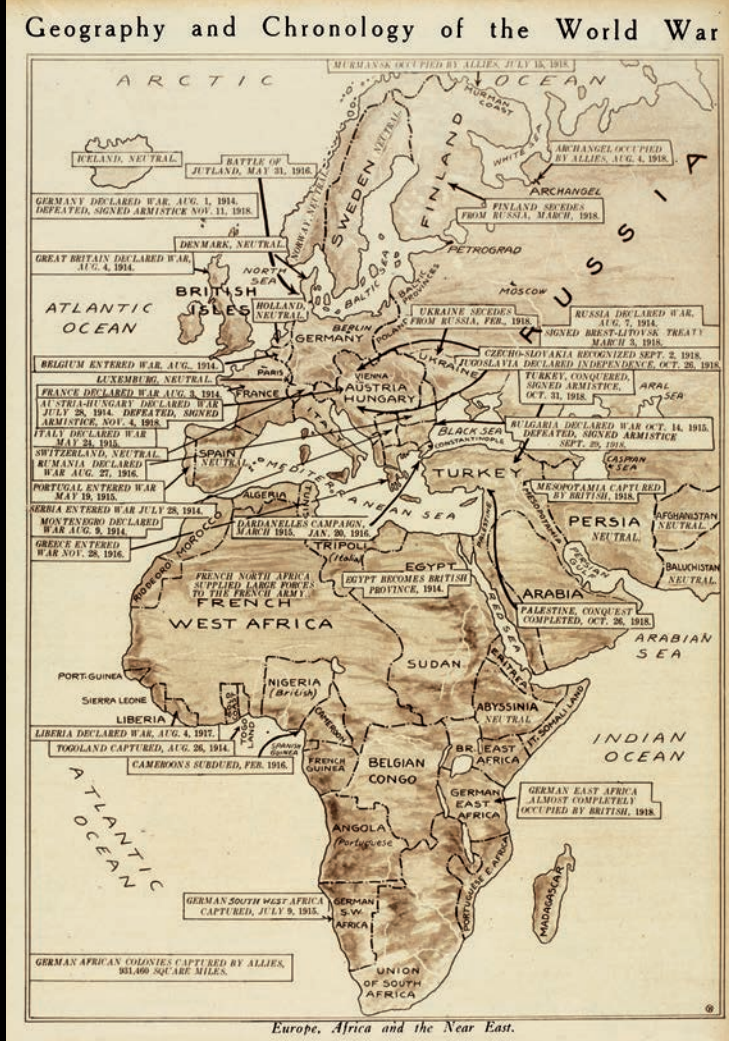 Geography and Chronology of the World War
MURMANSK OCCUPIED BY ALLIES, JULY 15, 1918.
ARCTIC OCEAN
MURMAN
COAST
ICELAND, NEUTRAL.
BATTLE OF
JUTLAND, MAY 31, 1916.
NORWAY, NEUTRAL
SWEDEN NEUTRAL
FINLAND
WHITE SEA
ARCHANGEL OCCUPIED
BY ALLIES, AUG. 4, 1918.
ARCHANGEL
RUSSIA
GERMANY DECLARED WAR, AUG. 1, 1914.
DEFEATED, SIGNED ARMISTICE NOV. 11, 1918.
FINLAND SECEDES
FROM RUSSIA, MARCH, 1918.
DENMARK, NEUTRAL.
PETROGRAD
GREAT BRITAIN DECLARED WAR,
AUG. 4, 1914.
NORTH
SEA
BALTIC SEA
BALTIC
PROVINCES
MOSCOW
BRITISH
ISLES
ATLANTIC
OCEAN
HOLLAND,
NEUTRAL.
BERLIN
GERMANY
POLAND
UKRAINE SECEDES
FROM RUSSIA, FEB., 1918.
RUSSIA DECLARED WAR,
AUG. 7, 1914.
SIGNED BREST-LITOVSK TREATY
MARCH 3, 1918.
BELGIUM ENTERED WAR, AUG., 1914.
PARIS
VIENNA
UKRAINE
CZECHO-SLOVAKIA RECOGNIZED SEPT. 2, 1918.
JUGOSLAVIA DECLARED INDEPENDENCE, OCT. 26, 1918.
LUXEMBURG, NEUTRAL.
FRANCE DECLARED WAR AUG. 3, 1914.
FRANCE
AUSTRIA
HUNGARY
TURKEY, CONQUERED,
SIGNED ARMISTICE,
OCT. 31, 1918.
ARAL
SEA
AUSTRIA-HUNGARY DECLARED WAR
JULY 28, 1914. DEFEATED, SIGNED
ARMISTICE, NOV. 4, 1918.
ITALY
BLACK SEA
CONSTANTINOPLE
BULGARIA DECLARED WAR OCT. 14, 1915.
DEFEATED, SIGNED ARMISTICE
SEPT. 29, 1918.
ITALY DECLARED WAR
MAY 24, 1915.
SWITZERLAND, NEUTRAL.
SPAIN
NEUTRAL
RUMANIA DECLARED
WAR AUG. 27, 1916.
MEDITERRANEAN SEA
TURKEY
CASPIAN
SEA
PORTUGAL ENTERED WAR
MAY 19, 1915.
MESOPOTAMIA CAPTURED
BY BRITISH, 1918.
ALGERIA
TUNIS
MESOPOTAMIA
PALESTINE
SERBIA ENTERED WAR JULY 28, 1914.
MONTENEGRO DECLARED
WAR AUG. 9, 1914.
DARDANELLES CAMPAIGN,
MARCH 1915, JAN. 20, 1916.
PERSIA
NEUTRAL.
AFGHANISTAN
NEUTRAL.
GREECE ENTERED
WAR NOV. 28, 1916.
MOROCCO
RIO DE ORO
TRIPOLI
(Italia)
EGYPT
PERSIAN
GULF
BALUCHISTAN
NEUTRAL.
FRENCH NORTH AFRICA
SUPPLIED LARGE FORCES
TO THE FRENCH ARMY.
EGYPT BECOMES BRITISH
PROVINCE, 1914.
FRENCH
WEST AFRICA
RED SEA
ARABIA
PALESTINE, CONQUEST
COMPLETED, OCT. 26, 1918.
ARABIAN
SEA
SUDAN
ERITREA
PORT. GUINEA
NIGERIA
(British)
ABYSSINIA
NEUTRAL
SIERRA LEONE
LIBERIA
GOLD COAST
TOGO
LAND
CAMEROON
IT. SOMALI LAND
LIBERIA DECLARED WAR, AUG. 4, 1917.
TOGOLAND CAPTURED, AUG. 26, 1914.
CAMEROONS SUBDUED, FEB. 1916.
SPANISH
GUINEA
FRENCH
GUINEA
BELGIAN
CONGO
BR. EAST
AFRICA
INDIAN
OCEAN
ATLANTIC
OCEAN
GERMAN
EAST
AFRICA
GERMAN EAST AFRICA
ALMOST COMPLETELY
OCCUPIED BY BRITISH, 1918.
ANGOLA
(Portuguese
PORTUGUESE E. AFRICA
MADAGASCAR
GERMAN SOUTH WEST AFRICA
CAPTURED, JULY 9, 1915.
GERMAN
S.W.
AFRICA
GERMAN AFRICAN COLONIES CAPTURED BY ALLIES,
931,460 SQUARE MILES.
UNION
OF SOUTH
AFRICA
Europe, Africa and the Near East.